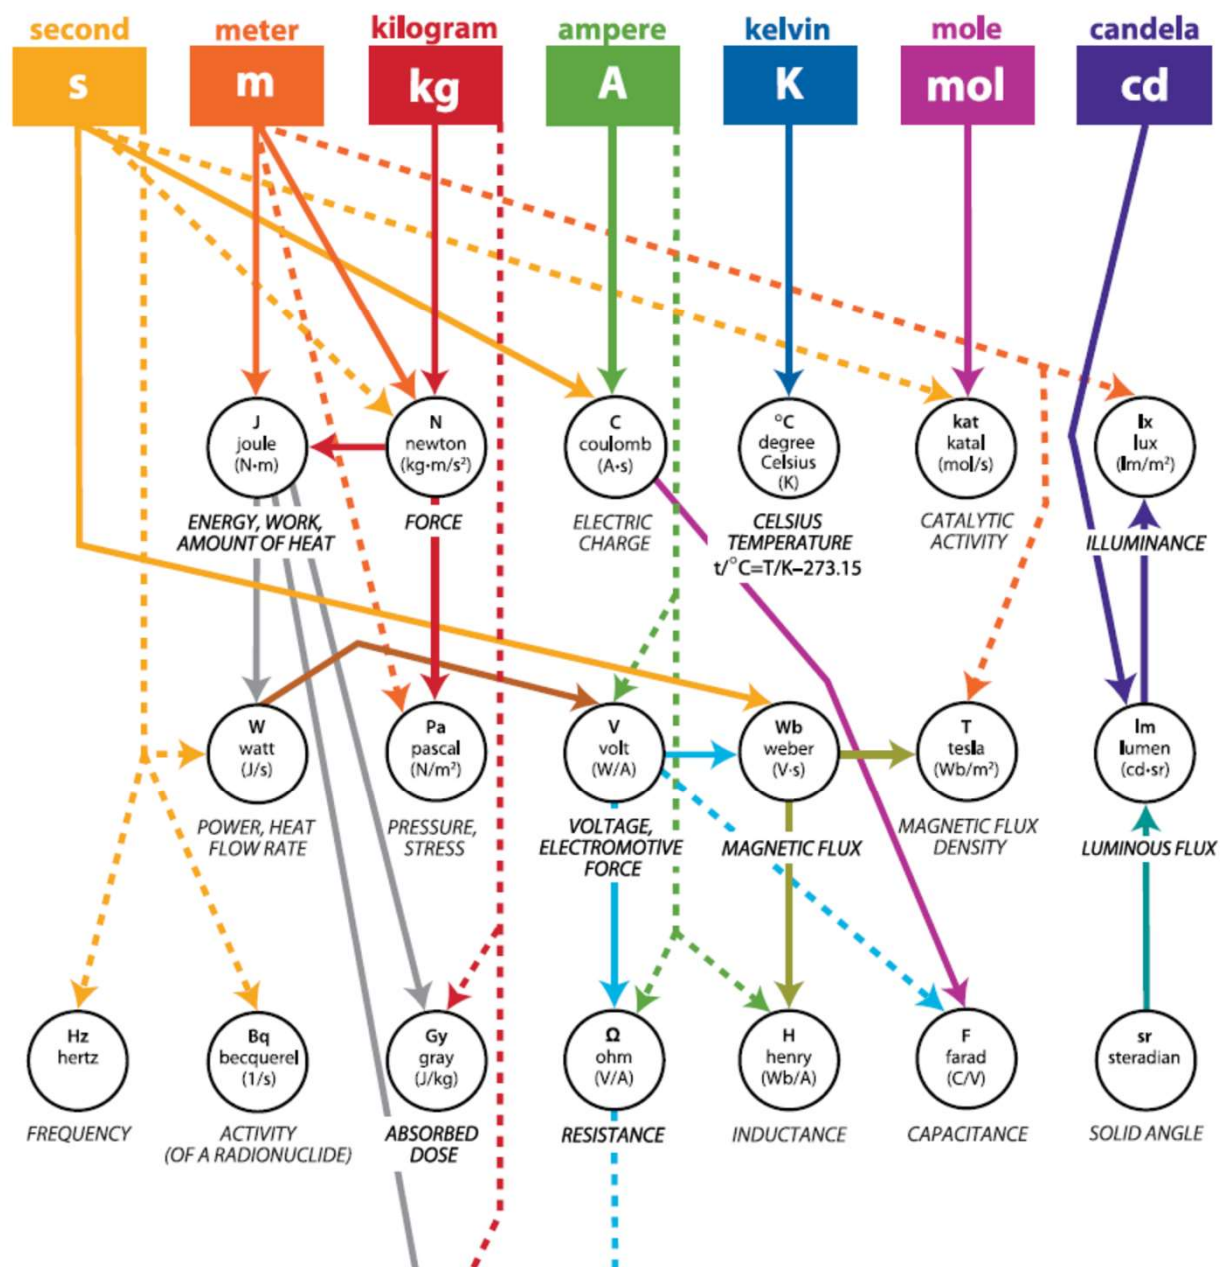 second
meter
kilogram
ampere
kelvin
mole
candela
s
m
kg
A
K
mol
cd
J
joule
(N·m)
ENERGY, WORK,
AMOUNT OF HEAT
N
newton
(kg·m/s²)
FORCE
C
coulomb
(A·s)
ELECTRIC
CHARGE
°C
degree
Celsius
(K)
CELSIUS
TEMPERATURE
t/°C=T/K–273.15
kat
katal
(mol/s)
CATALYTIC
ACTIVITY
lx
lux
(lm/m²)
ILLUMINANCE
W
watt
(J/s)
POWER, HEAT
FLOW RATE
Pa
pascal
(N/m²)
PRESSURE,
STRESS
V
volt
(W/A)
VOLTAGE,
ELECTROMOTIVE
FORCE
Wb
weber
(V·s)
MAGNETIC FLUX
T
tesla
(Wb/m²)
MAGNETIC FLUX
DENSITY
lm
lumen
(cd·sr)
LUMINOUS FLUX
Hz
hertz
FREQUENCY
Bq
becquerel
(1/s)
ACTIVITY
(OF A RADIONUCLIDE)
Gy
gray
(J/kg)
ABSORBED
DOSE
Ω
ohm
(V/A)
RESISTANCE
H
henry
(Wb/A)
INDUCTANCE
F
farad
(C/V)
CAPACITANCE
sr
steradian
SOLID ANGLE